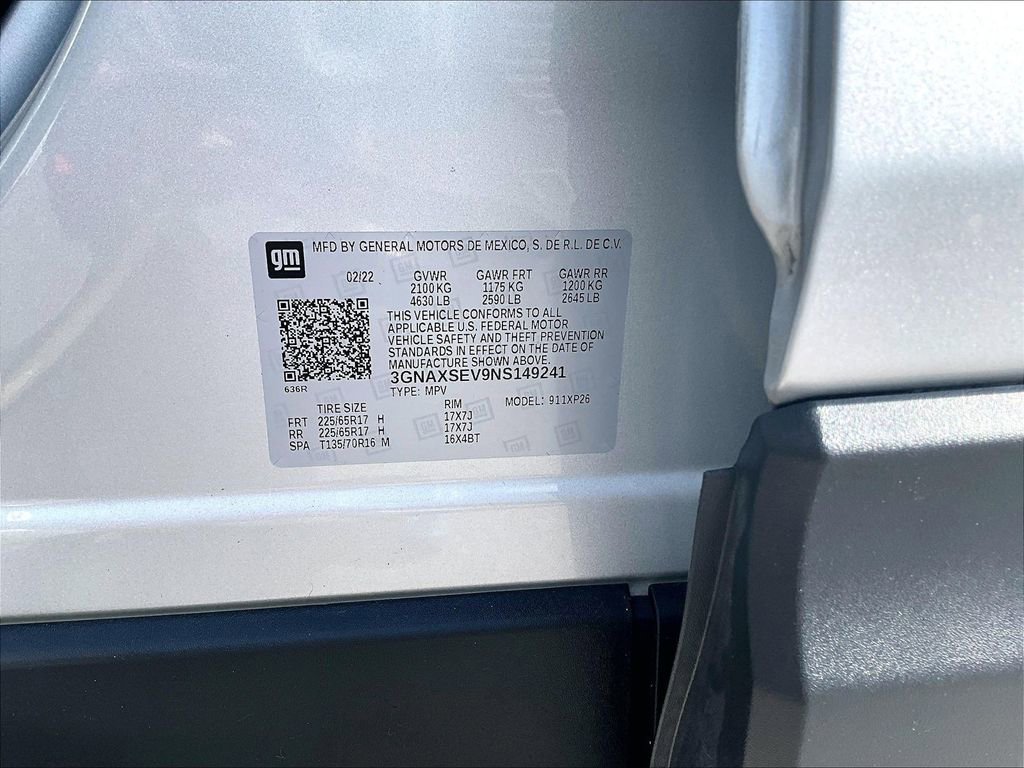 gm
MFD BY GENERAL MOTORS DE MEXICO, S. DE R.L. DE C.V.
02/22 GVWR GAWR FRT GAWR RR
2100 KG 1175 KG 1200 KG
4630 LB 2590 LB 2645 LB
THIS VEHICLE CONFORMS TO ALL
APPLICABLE U.S. FEDERAL MOTOR
VEHICLE SAFETY AND THEFT PREVENTION
STANDARDS IN EFFECT ON THE DATE OF
MANUFACTURE SHOWN ABOVE.
3GNAXSEV9NS149241
636R
TYPE: MPV
MODEL: 911XP26
TIRE SIZE RIM
FRT 225/65R17 H 17X7J
RR 225/65R17 H 17X7J
SPA T135/70R16 M 16X4BT